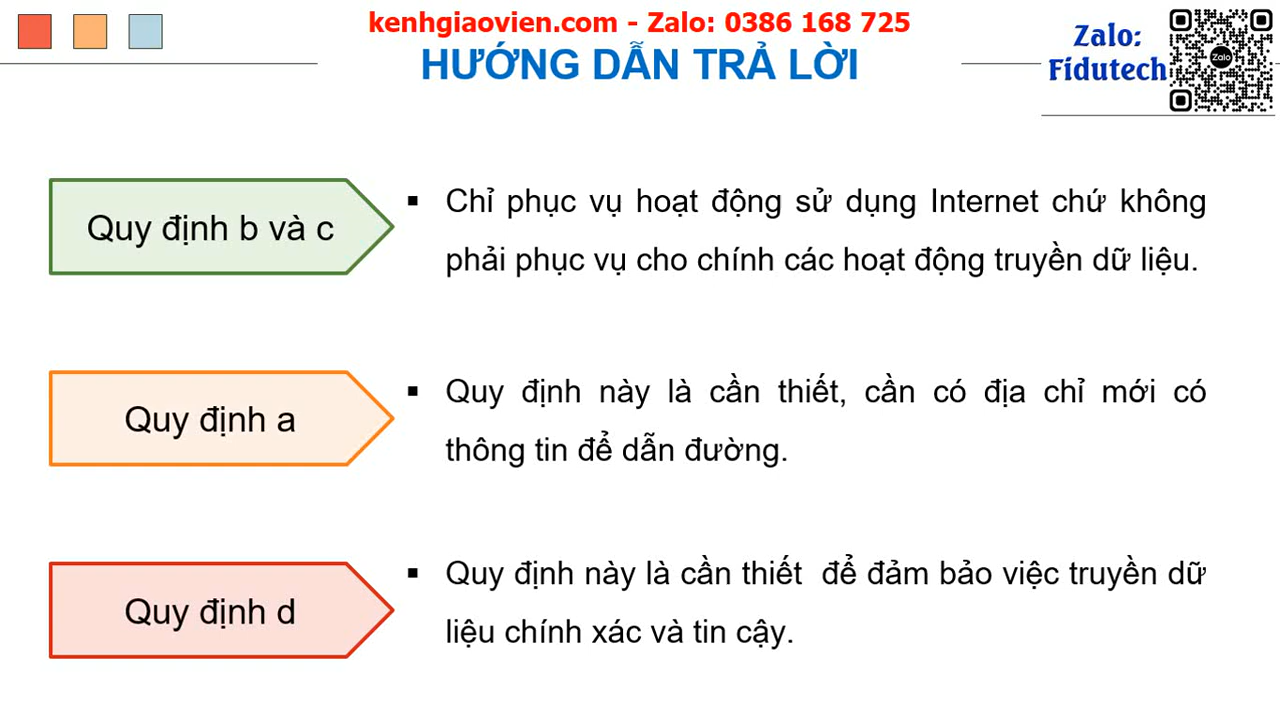 kenhgiaovien.com - Zalo: 0386 168 725
HƯỚNG DẪN TRẢ LỜI
Zalo:
Fidutech
Zalo
Quy định b và c
▪ Chỉ phục vụ hoạt động sử dụng Internet chứ không
phải phục vụ cho chính các hoạt động truyền dữ liệu.
Quy định a
▪ Quy định này là cần thiết, cần có địa chỉ mới có
thông tin để dẫn đường.
Quy định d
▪ Quy định này là cần thiết để đảm bảo việc truyền dữ
liệu chính xác và tin cậy.